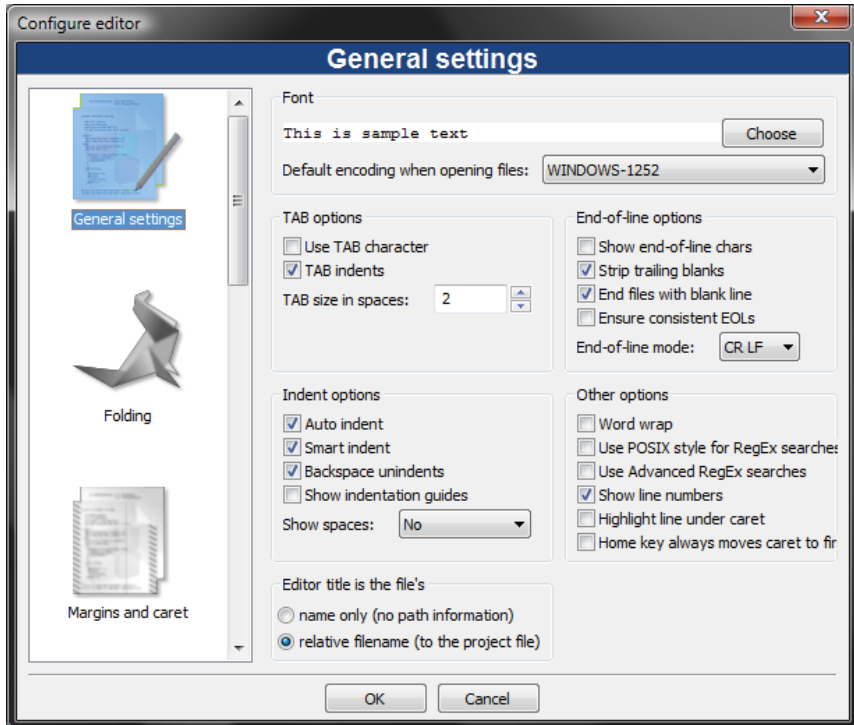 Configure editor
General settings
General settings
Folding
Margins and caret
Font
This is sample text
Choose
Default encoding when opening files: WINDOWS-1252
TAB options
Use TAB character
TAB indents
TAB size in spaces: 2
End-of-line options
Show end-of-line chars
Strip trailing blanks
End files with blank line
Ensure consistent EOLs
End-of-line mode: CR LF
Indent options
Auto indent
Smart indent
Backspace unindents
Show indentation guides
Show spaces: No
Other options
Word wrap
Use POSIX style for RegEx searches
Use Advanced RegEx searches
Show line numbers
Highlight line under caret
Home key always moves caret to fir
Editor title is the file's
name only (no path information)
relative filename (to the project file)
OK Cancel